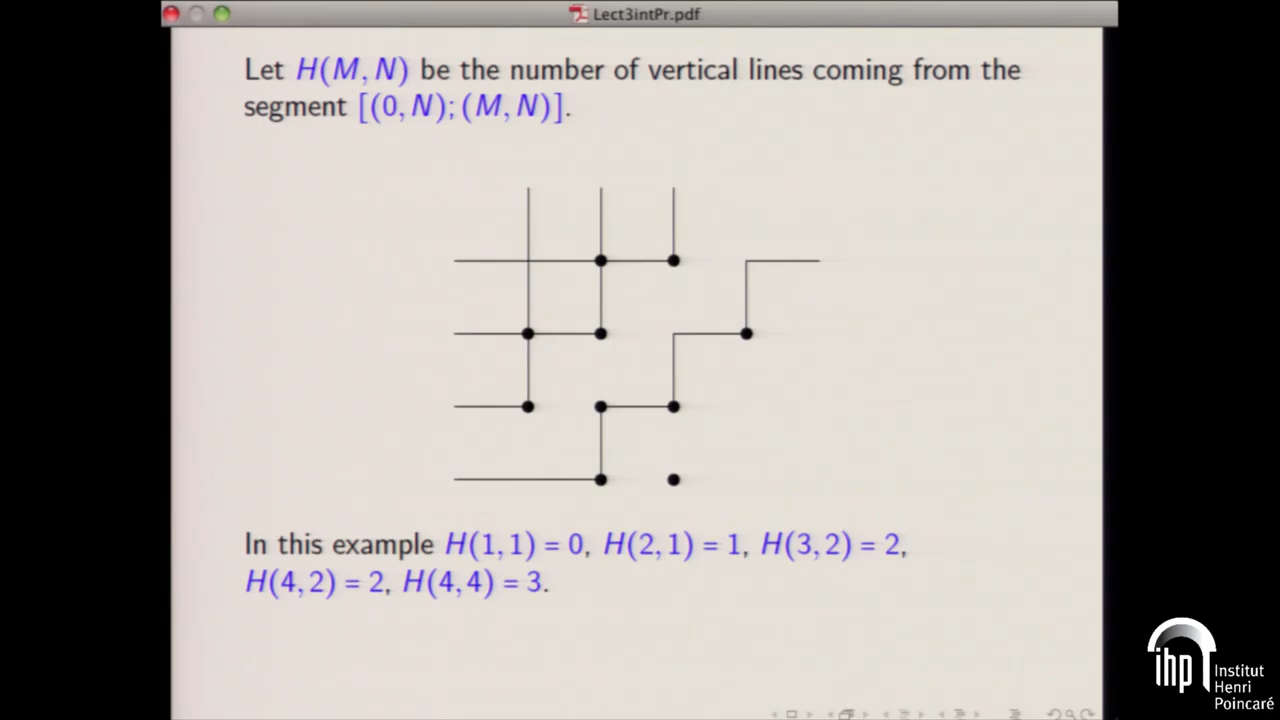 Lect3intPr.pdf
Let H(M, N) be the number of vertical lines coming from the
segment [(0, N); (M, N)].
In this example H(1, 1) = 0, H(2, 1) = 1, H(3, 2) = 2,
H(4, 2) = 2, H(4, 4) = 3.
ihp
Institut
Henri
Poincaré